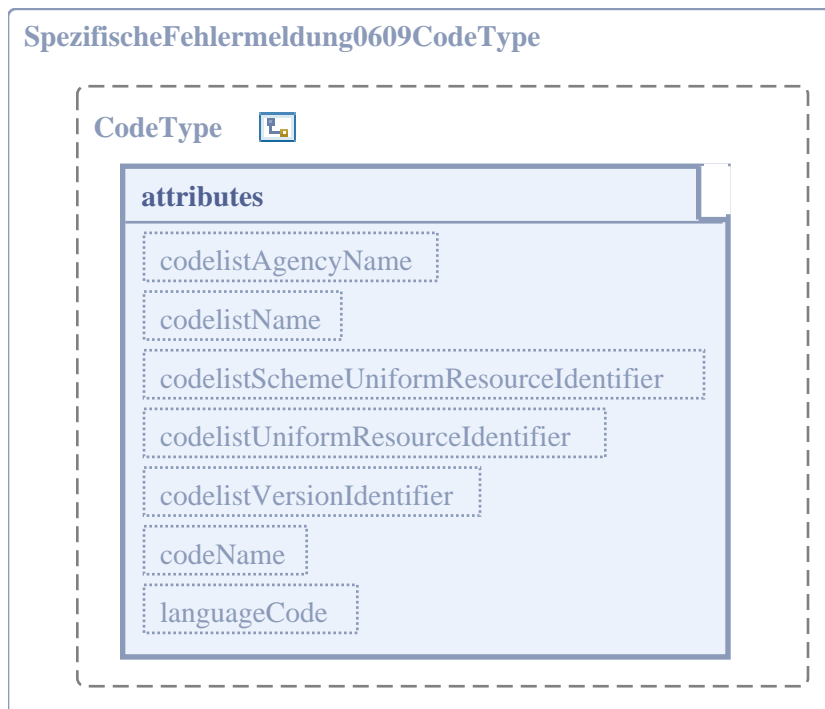 SpezifischeFehlermeldung0609CodeType
CodeType
attributes
codelistAgencyName
codelistName
codelistSchemeUniformResourceIdentifier
codelistUniformResourceIdentifier
codelistVersionIdentifier
codeName
languageCode